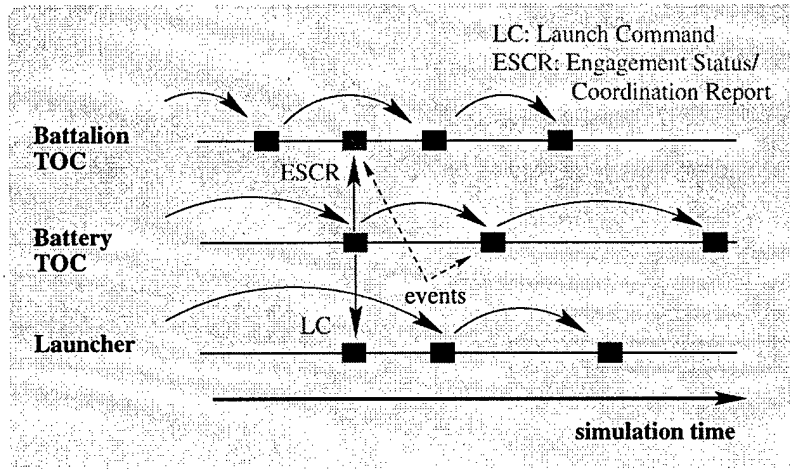 LC: Launch Command
ESCR: Engagement Status/
Coordination Report
Battalion
TOC
ESCR
Battery
TOC
events
LC
Launcher
simulation time